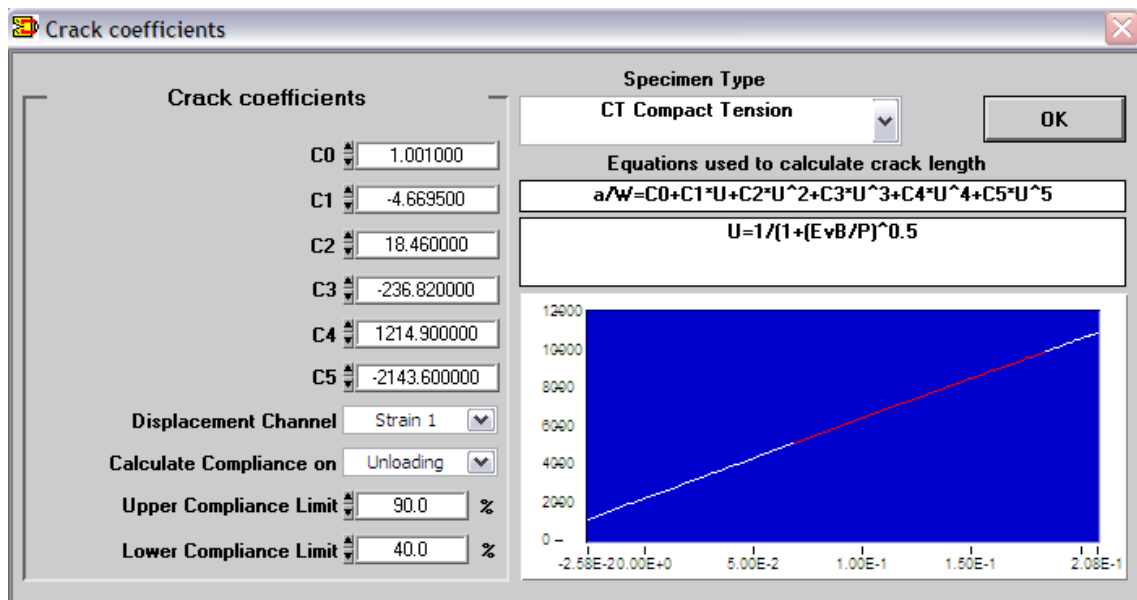 Crack coefficients
Crack coefficients
C0 1.001000
C1 -4.669500
C2 18.460000
C3 -236.820000
C4 1214.900000
C5 -2143.600000
Displacement Channel Strain 1
Calculate Compliance on Unloading
Upper Compliance Limit 90.0 %
Lower Compliance Limit 40.0 %
Specimen Type
CT Compact Tension
OK
Equations used to calculate crack length
a/W=C0+C1*U+C2*U^2+C3*U^3+C4*U^4+C5*U^5
U=1/(1+(EvB/P)^0.5
12000
10000
8000
6000
4000
2000
0
-2.58E-2 0.00E+0 5.00E-2 1.00E-1 1.50E-1 2.08E-1